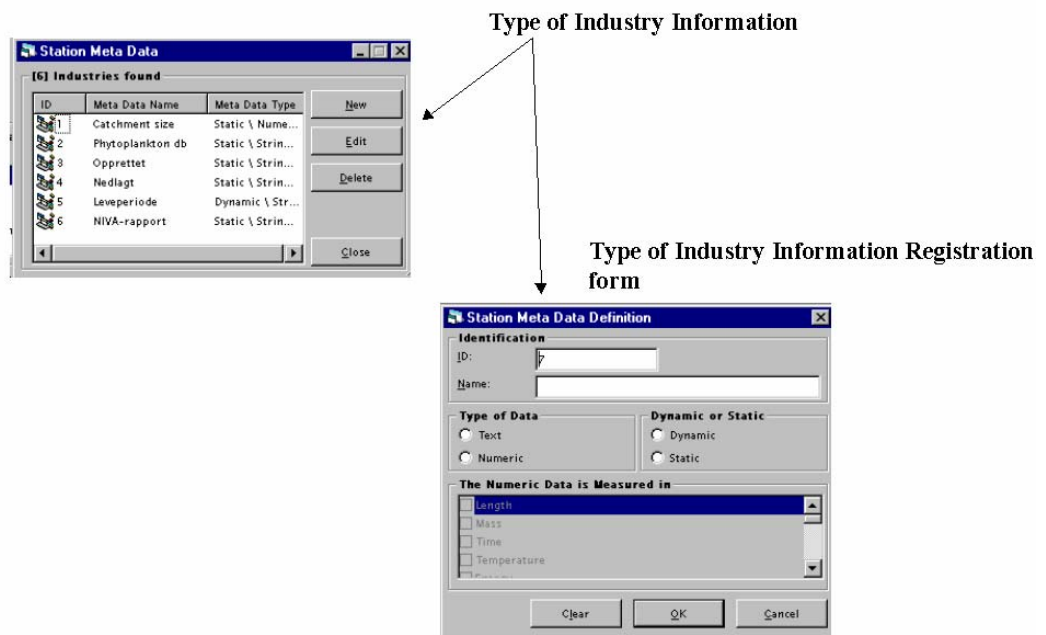 Type of Industry Information
Station Meta Data
[6] Industries found
ID Meta Data Name Meta Data Type
1 Catchment size Static \ Nume...
2 Phytoplankton db Static \ Strin...
3 Opprettet Static \ Strin...
4 Nedlagt Static \ Strin...
5 Leveperiode Dynamic \ Str...
6 NIVA-rapport Static \ Strin...
New
Edit
Delete
Close
Type of Industry Information Registration
form
Station Meta Data Definition
Identification
ID: 7
Name:
Type of Data
Text
Numeric
Dynamic or Static
Dynamic
Static
The Numeric Data is Measured in
Length
Mass
Time
Temperature
Clear OK Cancel